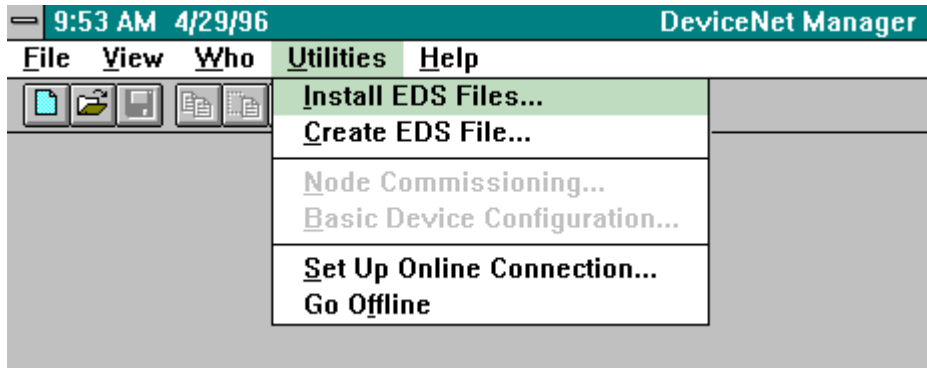 9:53 AM 4/29/96 DeviceNet Manager
File View Who Utilities Help
Install EDS Files...
Create EDS File...
Node Commissioning...
Basic Device Configuration...
Set Up Online Connection...
Go Offline